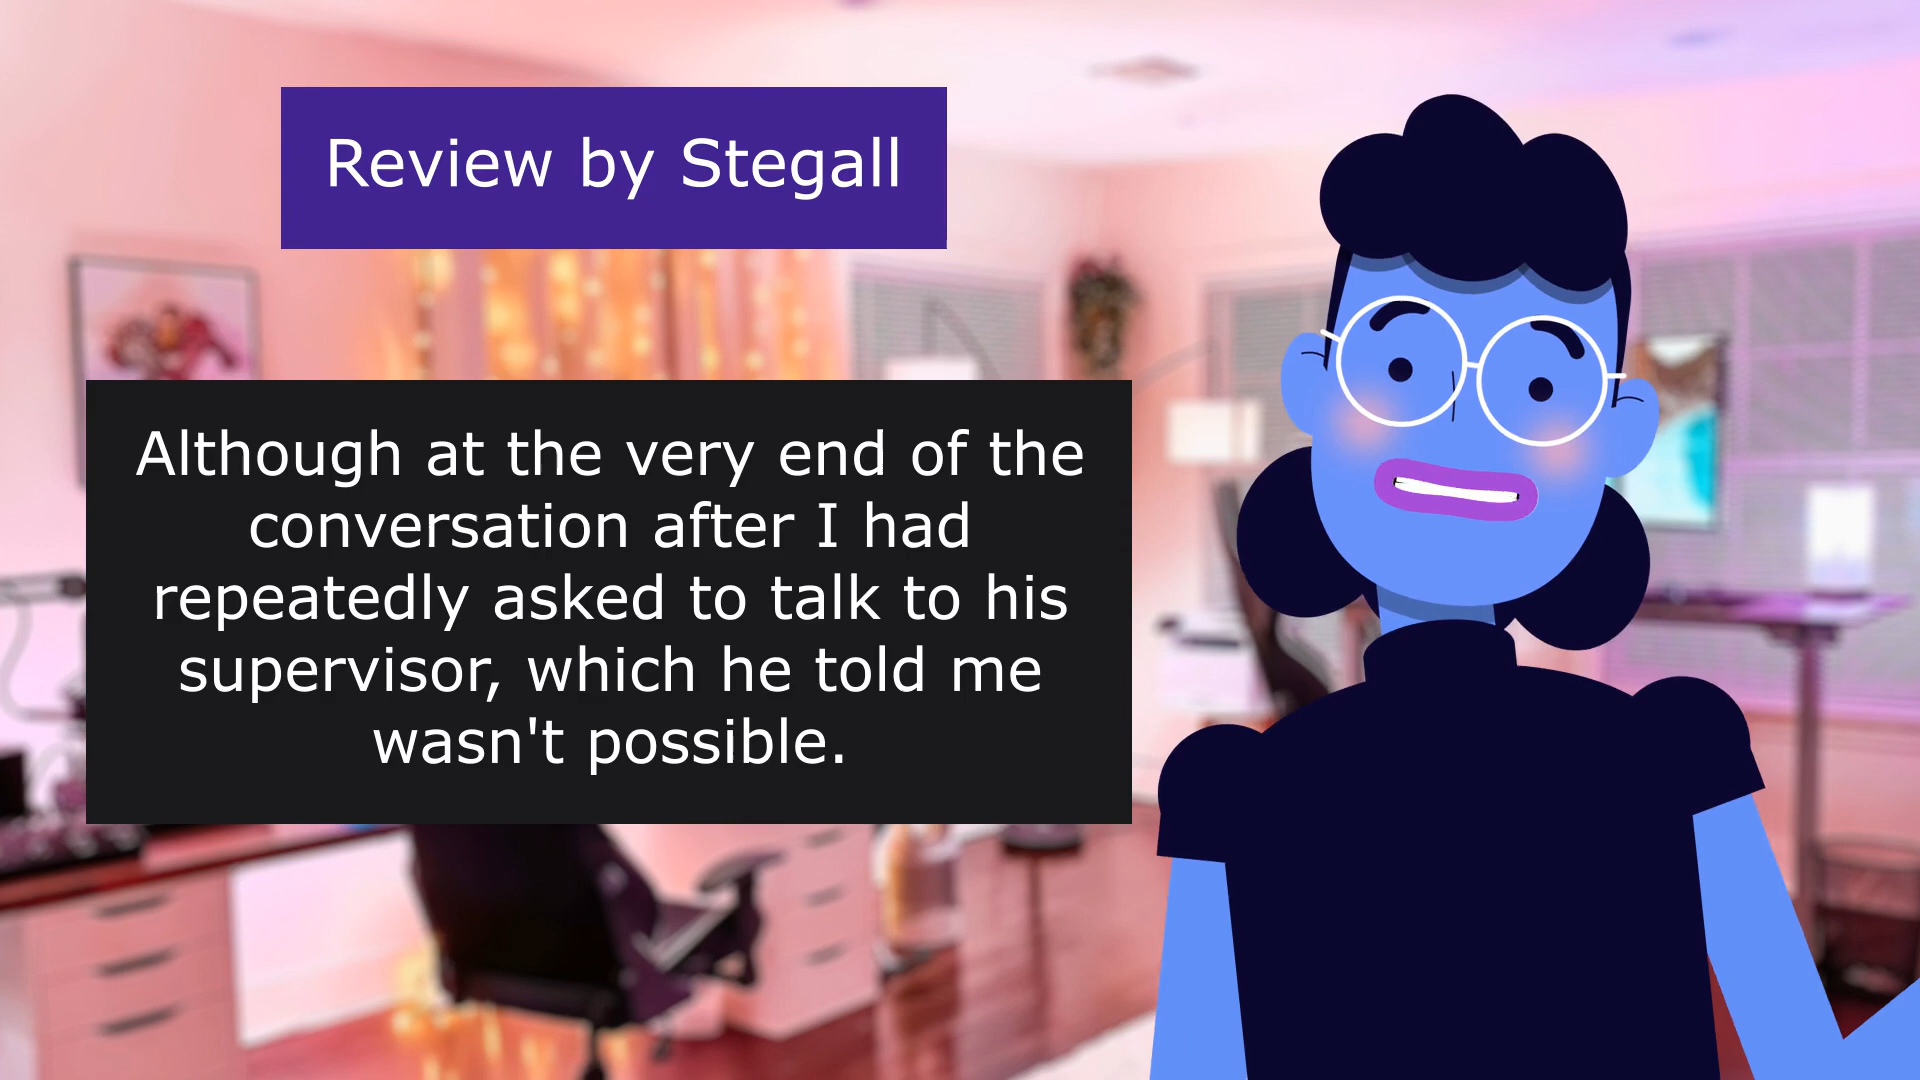 Review by Stegall
Although at the very end of the
conversation after I had
repeatedly asked to talk to his
supervisor, which he told me
wasn't possible.